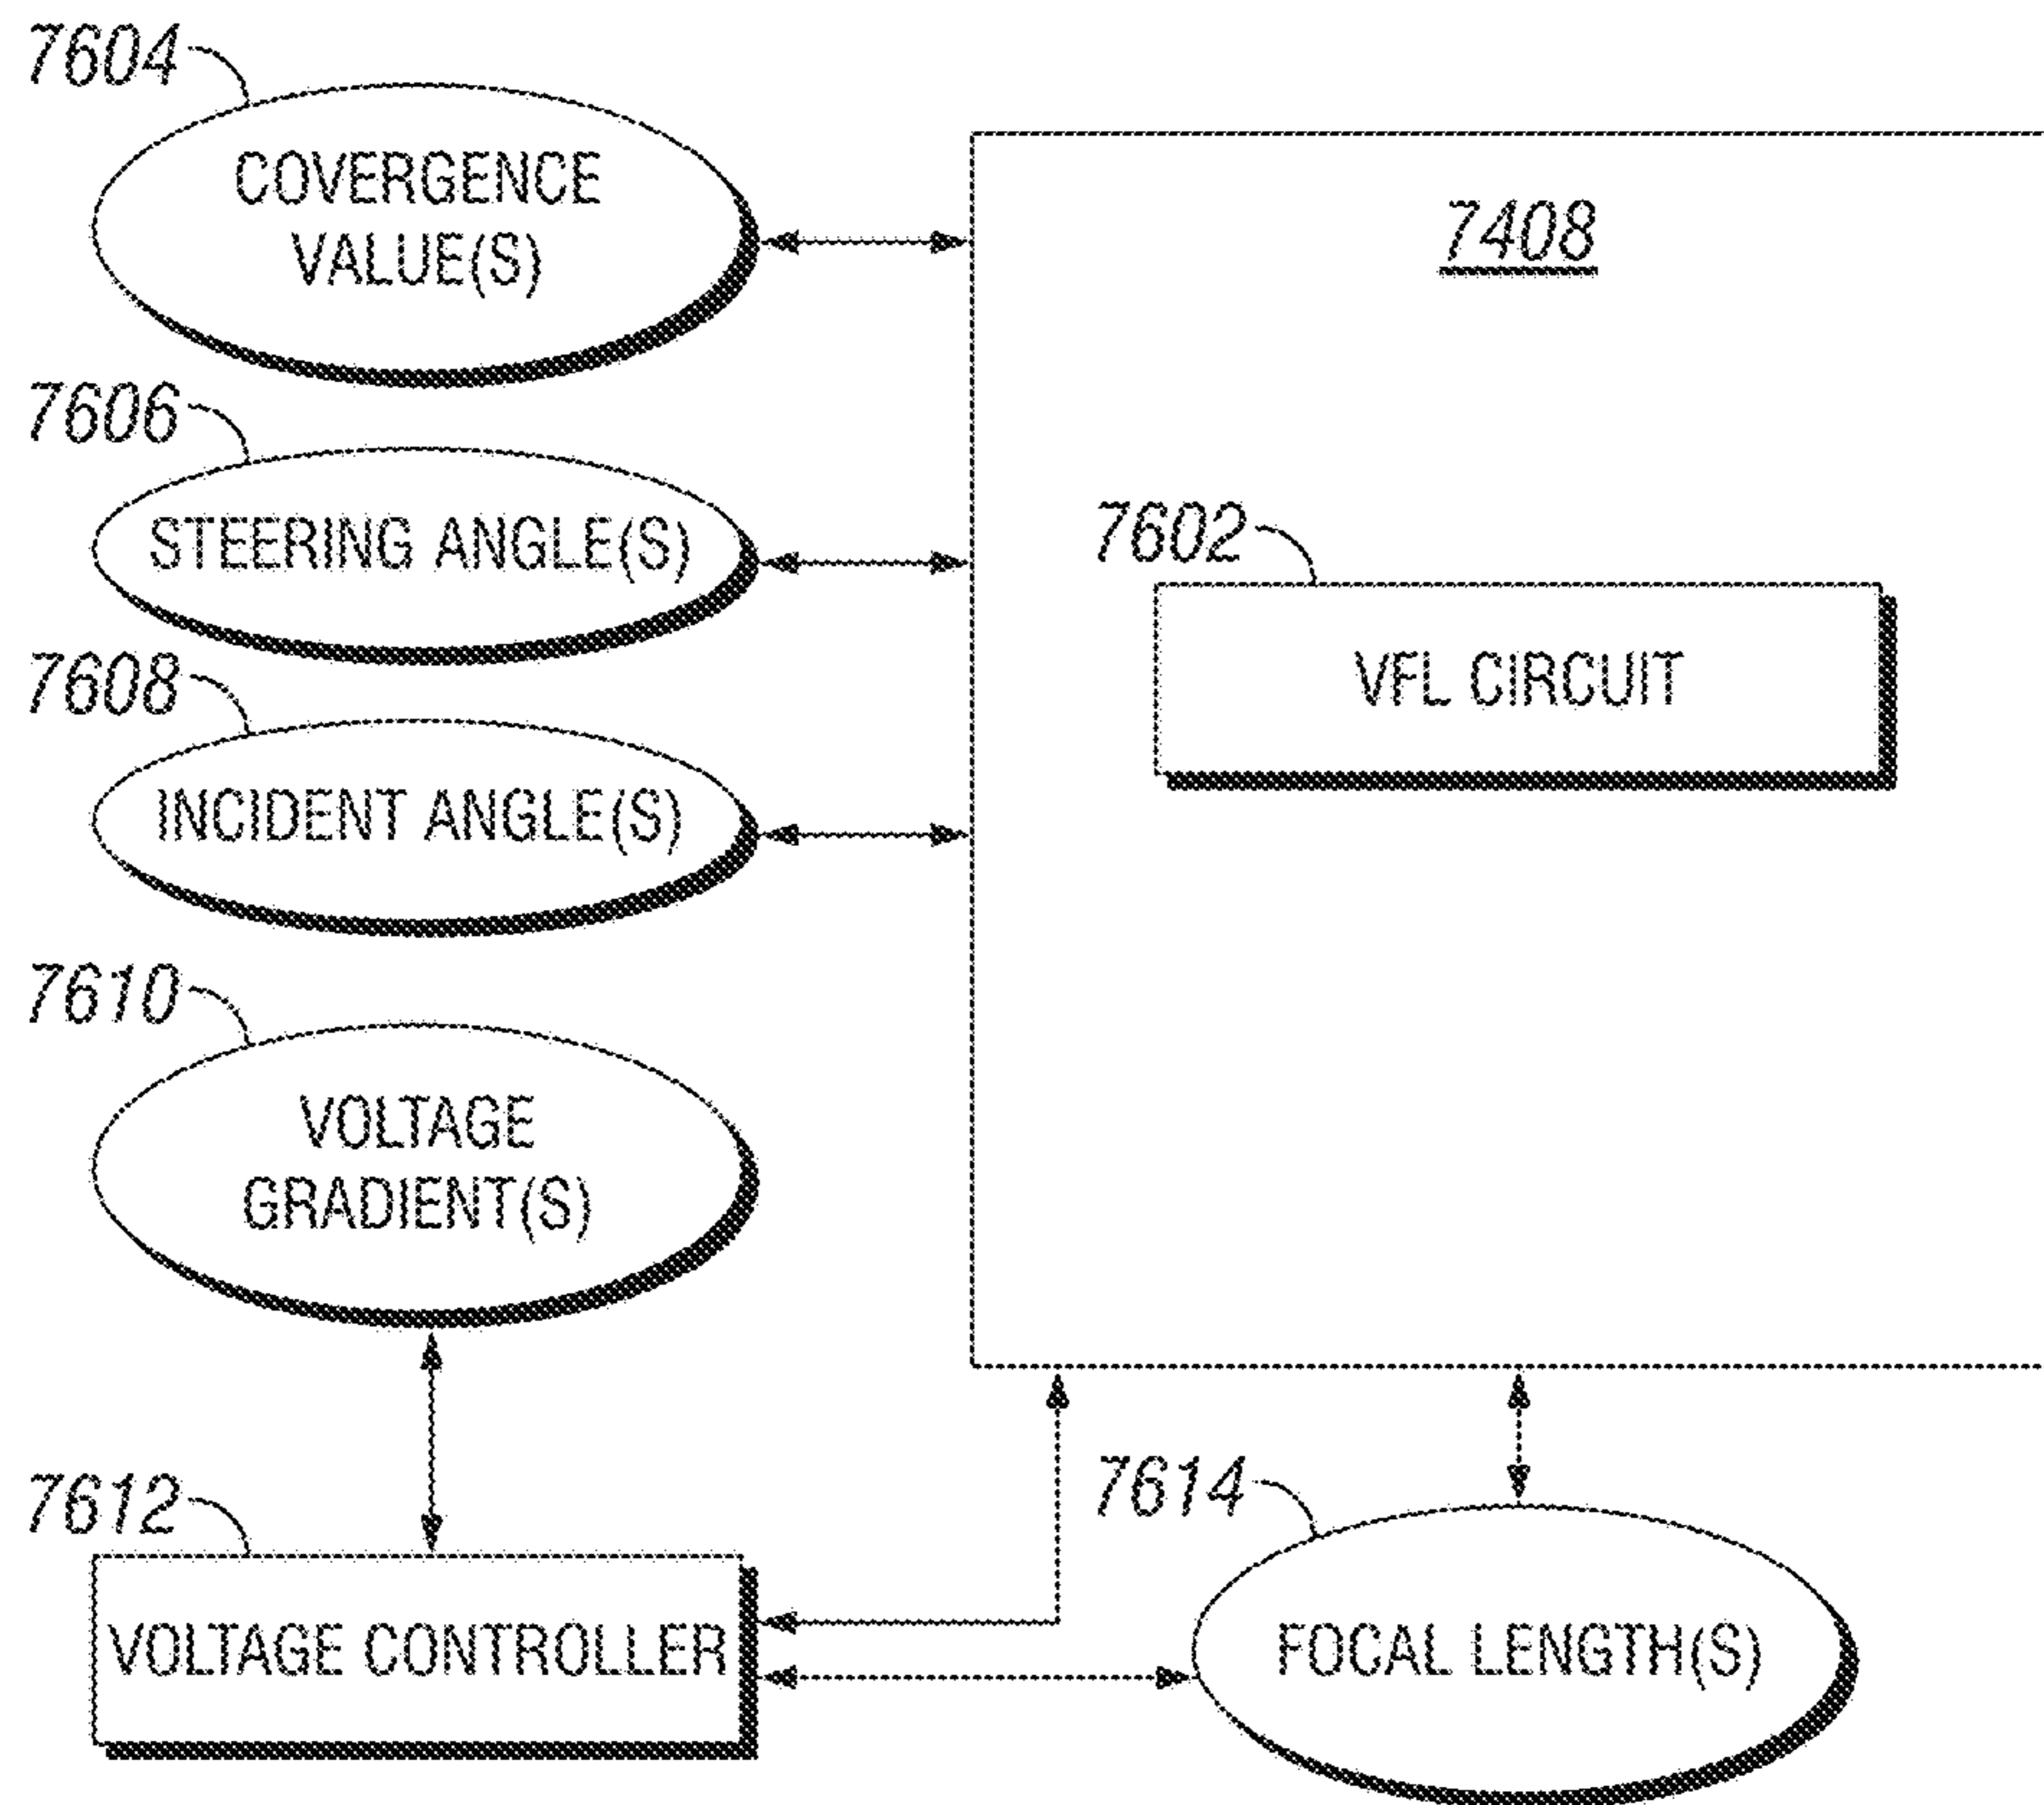 7604
COVERGENCE
VALUE(S)
7408
7606
STEERING ANGLE(S)
7602
VFL CIRCUIT
7608
INCIDENT ANGLE(S)
7610
VOLTAGE
GRADIENT(S)
7612
VOLTAGE CONTROLLER
7614
FOCAL LENGTH(S)